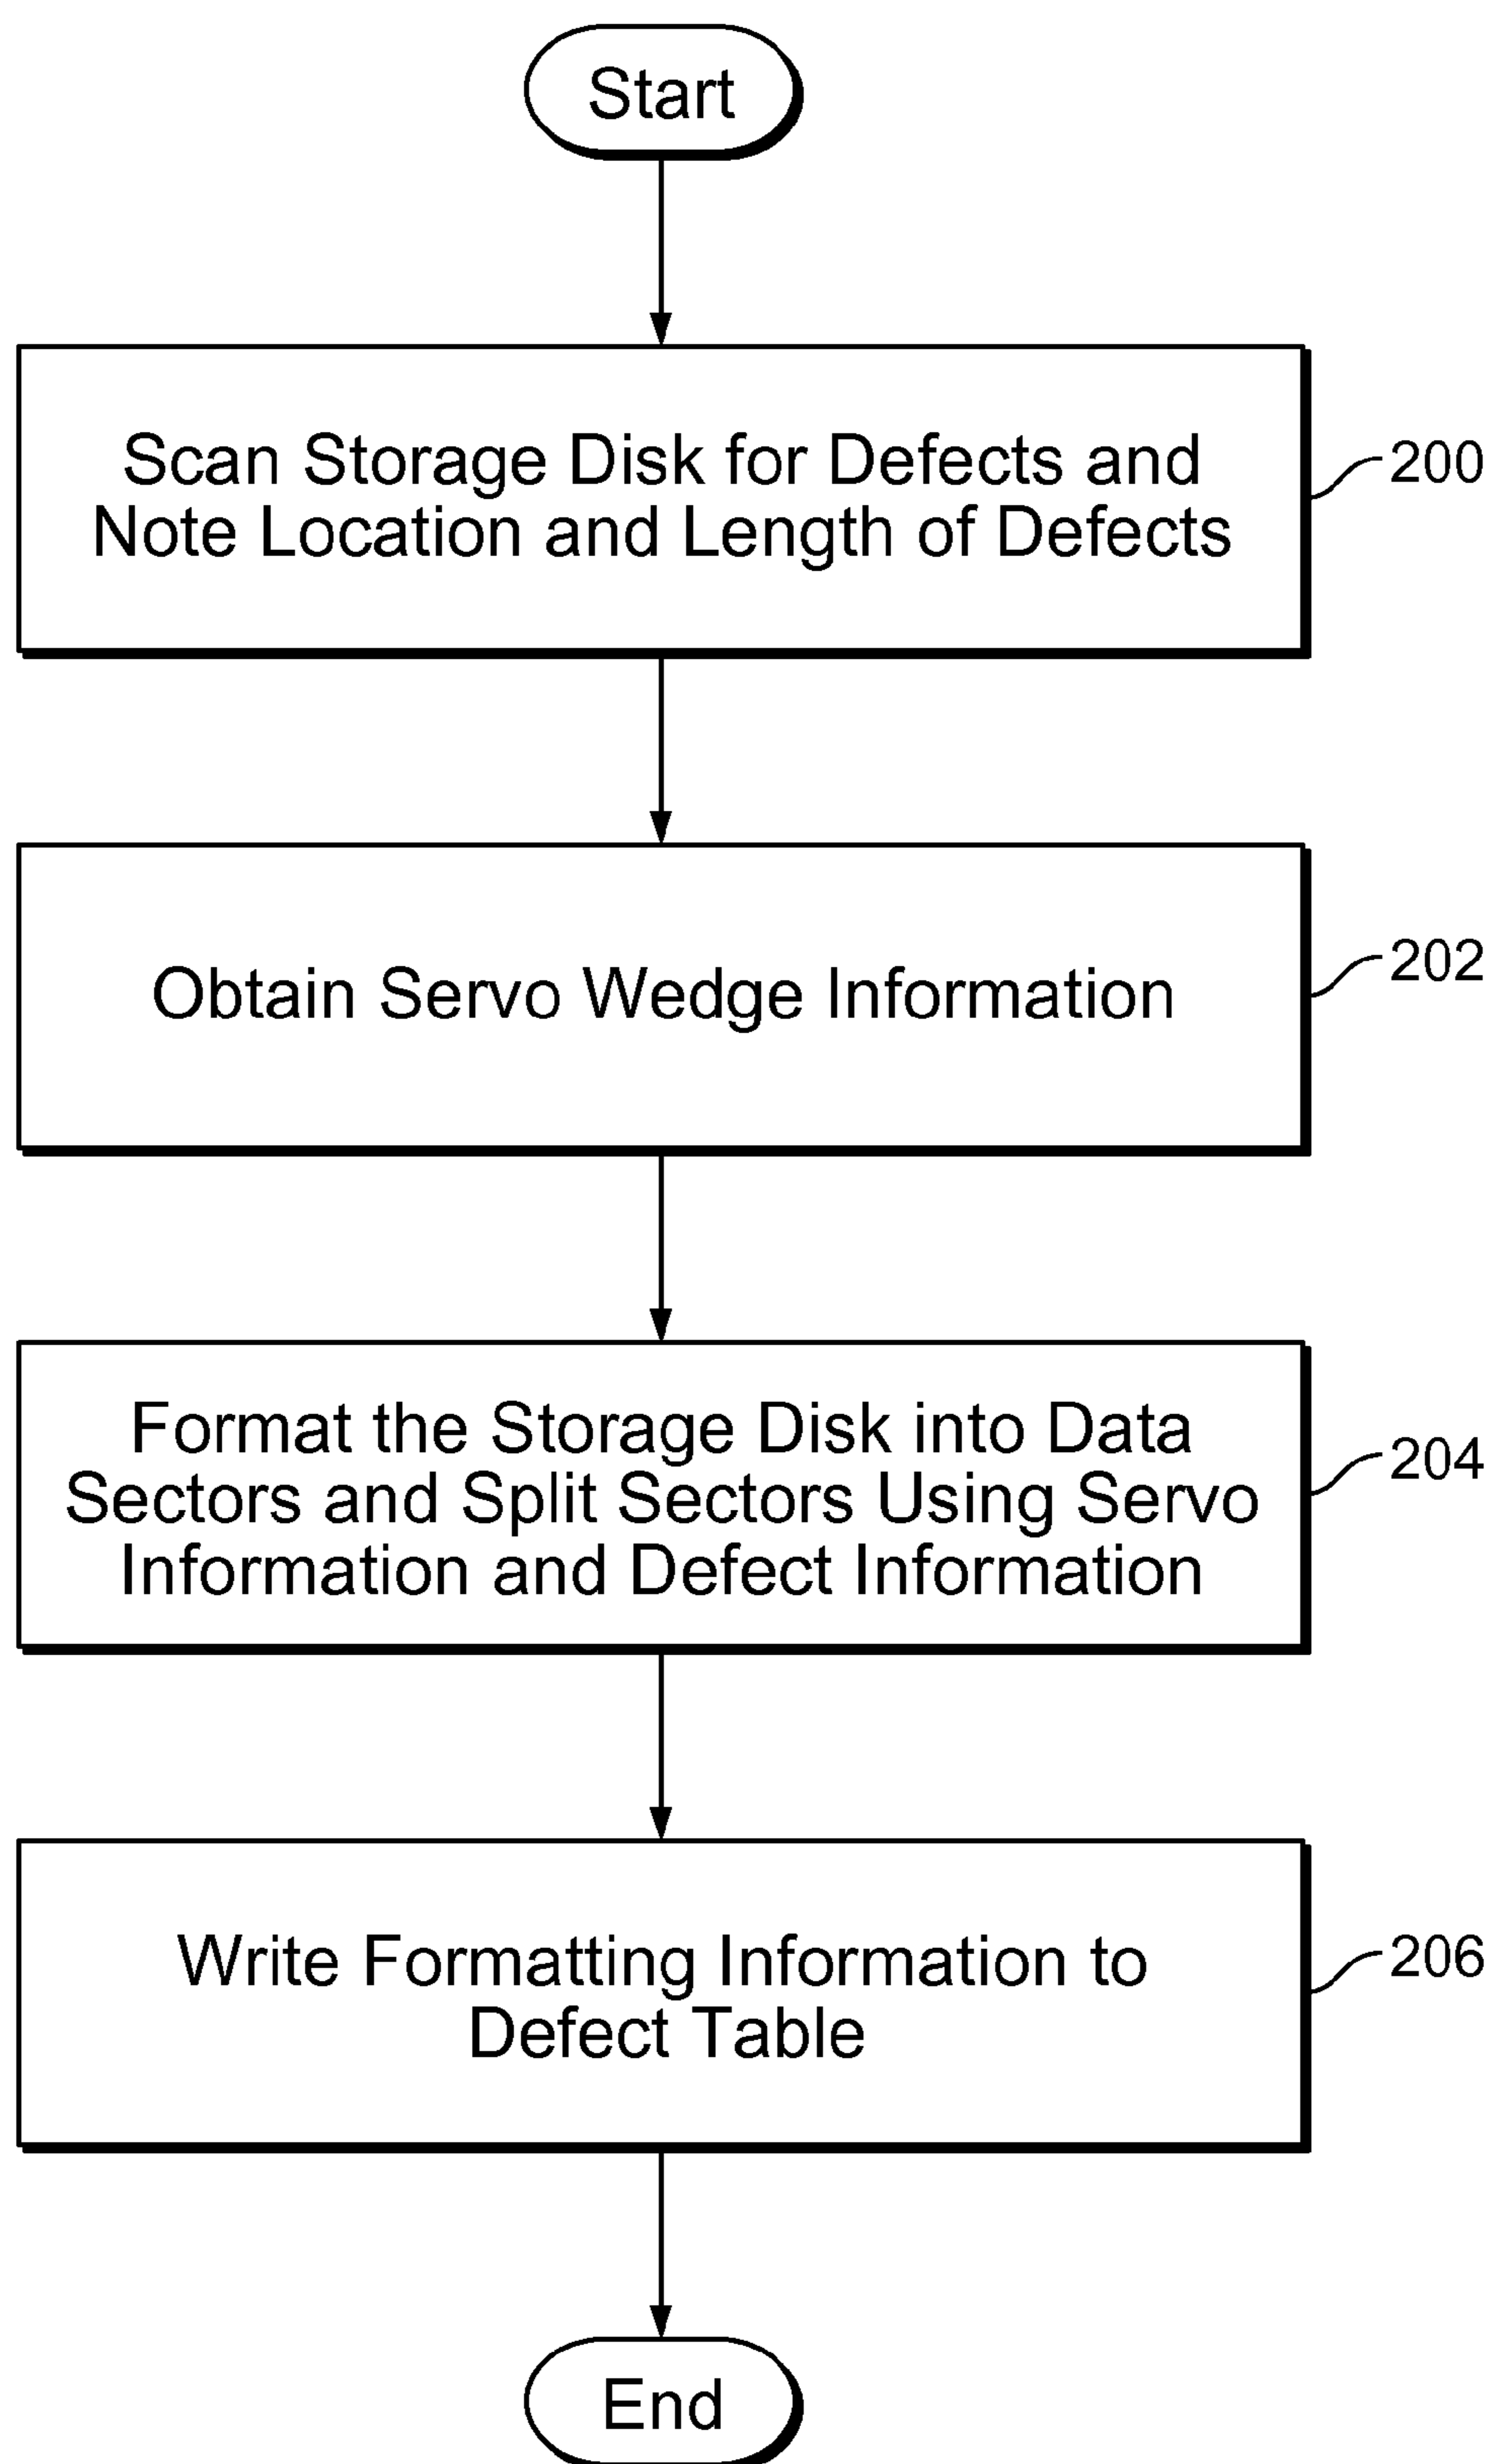 Start
Scan Storage Disk for Defects and
Note Location and Length of Defects
200
Obtain Servo Wedge Information
202
Format the Storage Disk into Data
Sectors and Split Sectors Using Servo
Information and Defect Information
204
Write Formatting Information to
Defect Table
206
End